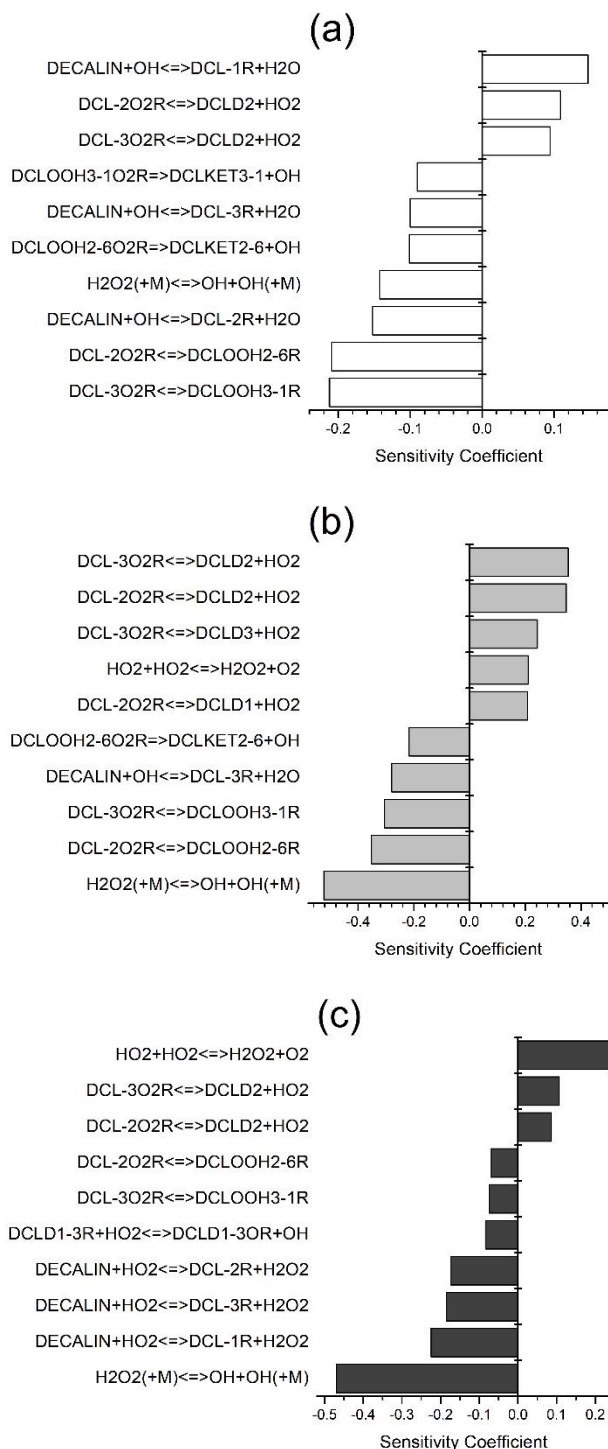 (a)
DECALIN+OH<=>DCL-1R+H2O
DCL-2O2R<=>DCLD2+HO2
DCL-3O2R<=>DCLD2+HO2
DCLOOH3-1O2R=>DCLKET3-1+OH
DECALIN+OH<=>DCL-3R+H2O
DCLOOH2-6O2R=>DCLKET2-6+OH
H2O2(+M)<=>OH+OH(+M)
DECALIN+OH<=>DCL-2R+H2O
DCL-2O2R<=>DCLOOH2-6R
DCL-3O2R<=>DCLOOH3-1R
-0.2 -0.1 0.0 0.1
Sensitivity Coefficient
(b)
DCL-3O2R<=>DCLD2+HO2
DCL-2O2R<=>DCLD2+HO2
DCL-3O2R<=>DCLD3+HO2
HO2+HO2<=>H2O2+O2
DCL-2O2R<=>DCLD1+HO2
DCLOOH2-6O2R=>DCLKET2-6+OH
DECALIN+OH<=>DCL-3R+H2O
DCL-3O2R<=>DCLOOH3-1R
DCL-2O2R<=>DCLOOH2-6R
H2O2(+M)<=>OH+OH(+M)
-0.4 -0.2 0.0 0.2 0.4
Sensitivity Coefficient
(c)
HO2+HO2<=>H2O2+O2
DCL-3O2R<=>DCLD2+HO2
DCL-2O2R<=>DCLD2+HO2
DCL-2O2R<=>DCLOOH2-6R
DCL-3O2R<=>DCLOOH3-1R
DCLD1-3R+HO2<=>DCLD1-3OR+OH
DECALIN+HO2<=>DCL-2R+H2O2
DECALIN+HO2<=>DCL-3R+H2O2
DECALIN+HO2<=>DCL-1R+H2O2
H2O2(+M)<=>OH+OH(+M)
-0.5 -0.4 -0.3 -0.2 -0.1 0.0 0.1 0.2
Sensitivity Coefficient